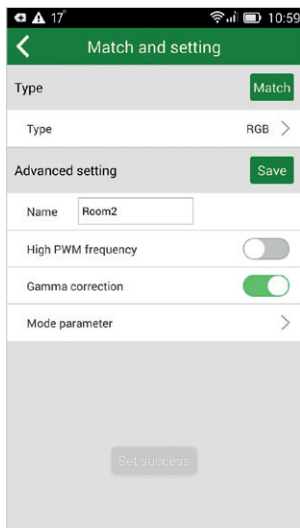 17° 10:59
Match and setting
Type Match
Type RGB
Advanced setting Save
Name Room2
High PWM frequency
Gamma correction
Mode parameter
Set success